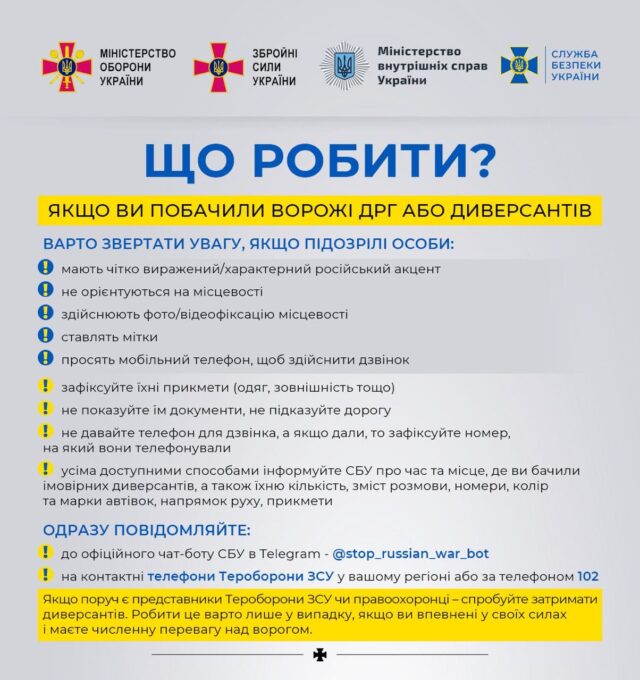 МІНІСТЕРСТВО
ОБОРОНИ
УКРАЇНИ
ЗБРОЙНІ
СИЛИ
УКРАЇНИ
Міністерство
внутрішніх справ
України
СЛУЖБА
БЕЗПЕКИ
УКРАЇНИ
ЩО РОБИТИ?
ЯКЩО ВИ ПОБАЧИЛИ ВОРОЖІ ДРГ АБО ДИВЕРСАНТІВ
ВАРТО ЗВЕРТАТИ УВАГУ, ЯКЩО ПІДОЗРІЛІ ОСОБИ:
мають чітко виражений/характерний російський акцент
не орієнтуються на місцевості
здійснюють фото/відеофіксацію місцевості
ставлять мітки
просять мобільний телефон, щоб здійснити дзвінок
зафіксуйте їхні прикмети (одяг, зовнішність тощо)
не показуйте їм документи, не підказуйте дорогу
не давайте телефон для дзвінка, а якщо дали, то зафіксуйте номер,
на який вони телефонували
усіма доступними способами інформуйте СБУ про час та місце, де ви бачили
імовірних диверсантів, а також їхню кількість, зміст розмови, номери, колір
та марки автівок, напрямок руху, прикмети
ОДРАЗУ ПОВІДОМЛЯЙТЕ:
до офіційного чат-боту СБУ в Telegram - @stop_russian_war_bot
на контактні телефони Тероборони ЗСУ у вашому регіоні або за телефоном 102
Якщо поруч є представники Тероборони ЗСУ чи правоохоронці – спробуйте затримати
диверсантів. Робити це варто лише у випадку, якщо ви впевнені у своїх силах
і маєте численну перевагу над ворогом.